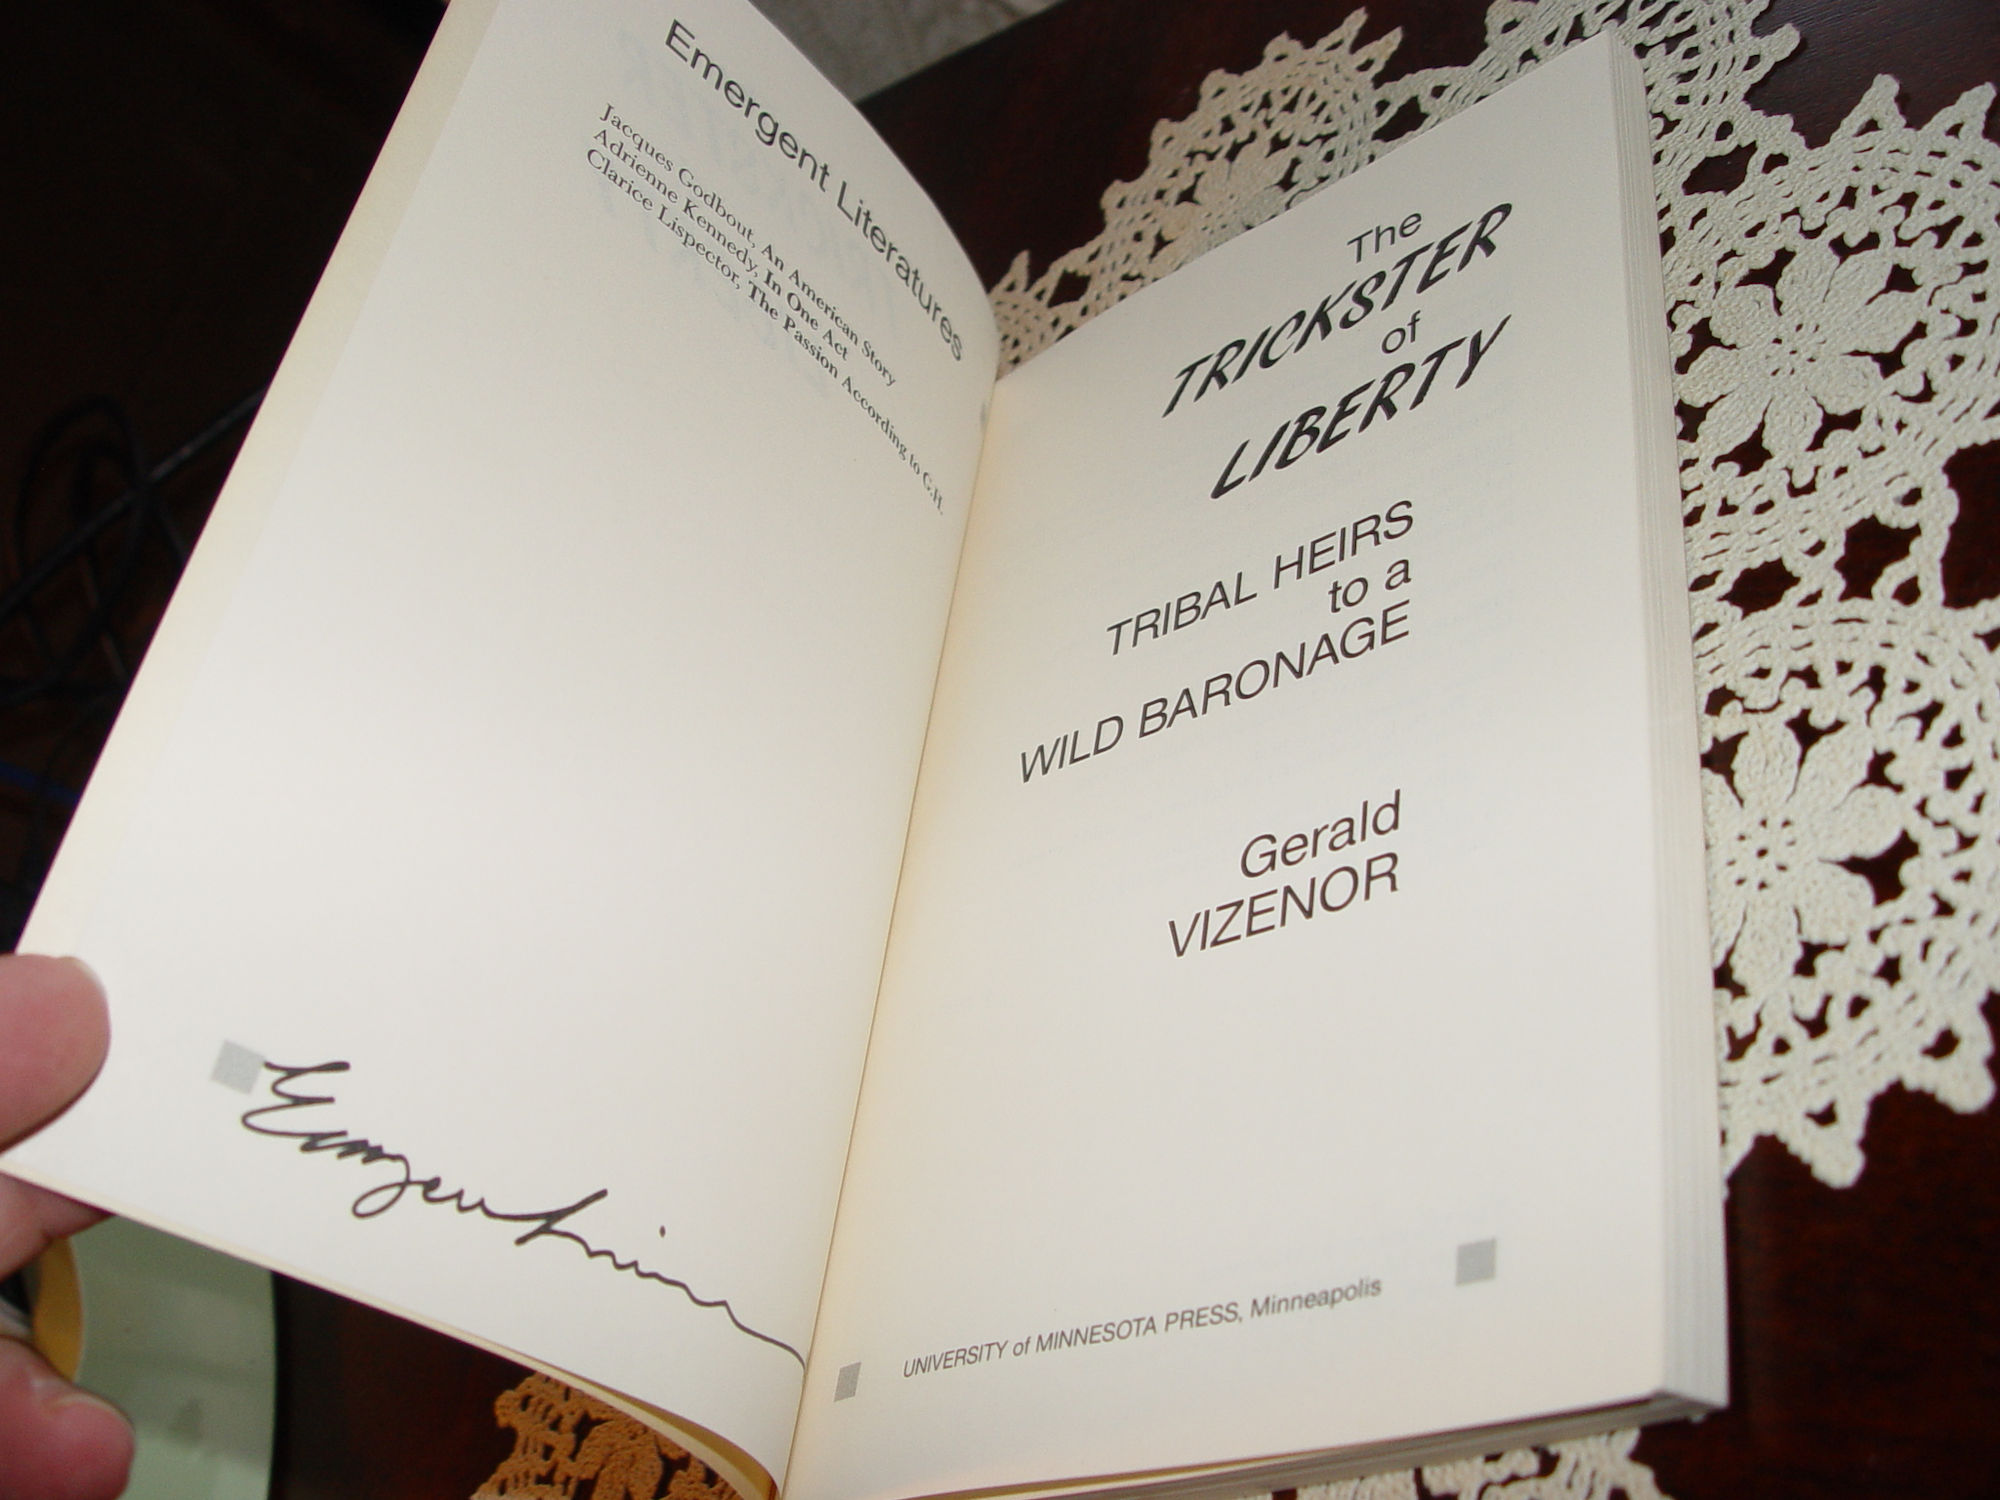 Emergent Literatures
Jacques Godbout, An American Story
Adrienne Kennedy, In One Act
Clarice Lispector, The Passion According to G.H.
The
TRICKSTER
of
LIBERTY
TRIBAL HEIRS
to a
WILD BARONAGE
Gerald
VIZENOR
UNIVERSITY of MINNESOTA PRESS, Minneapolis